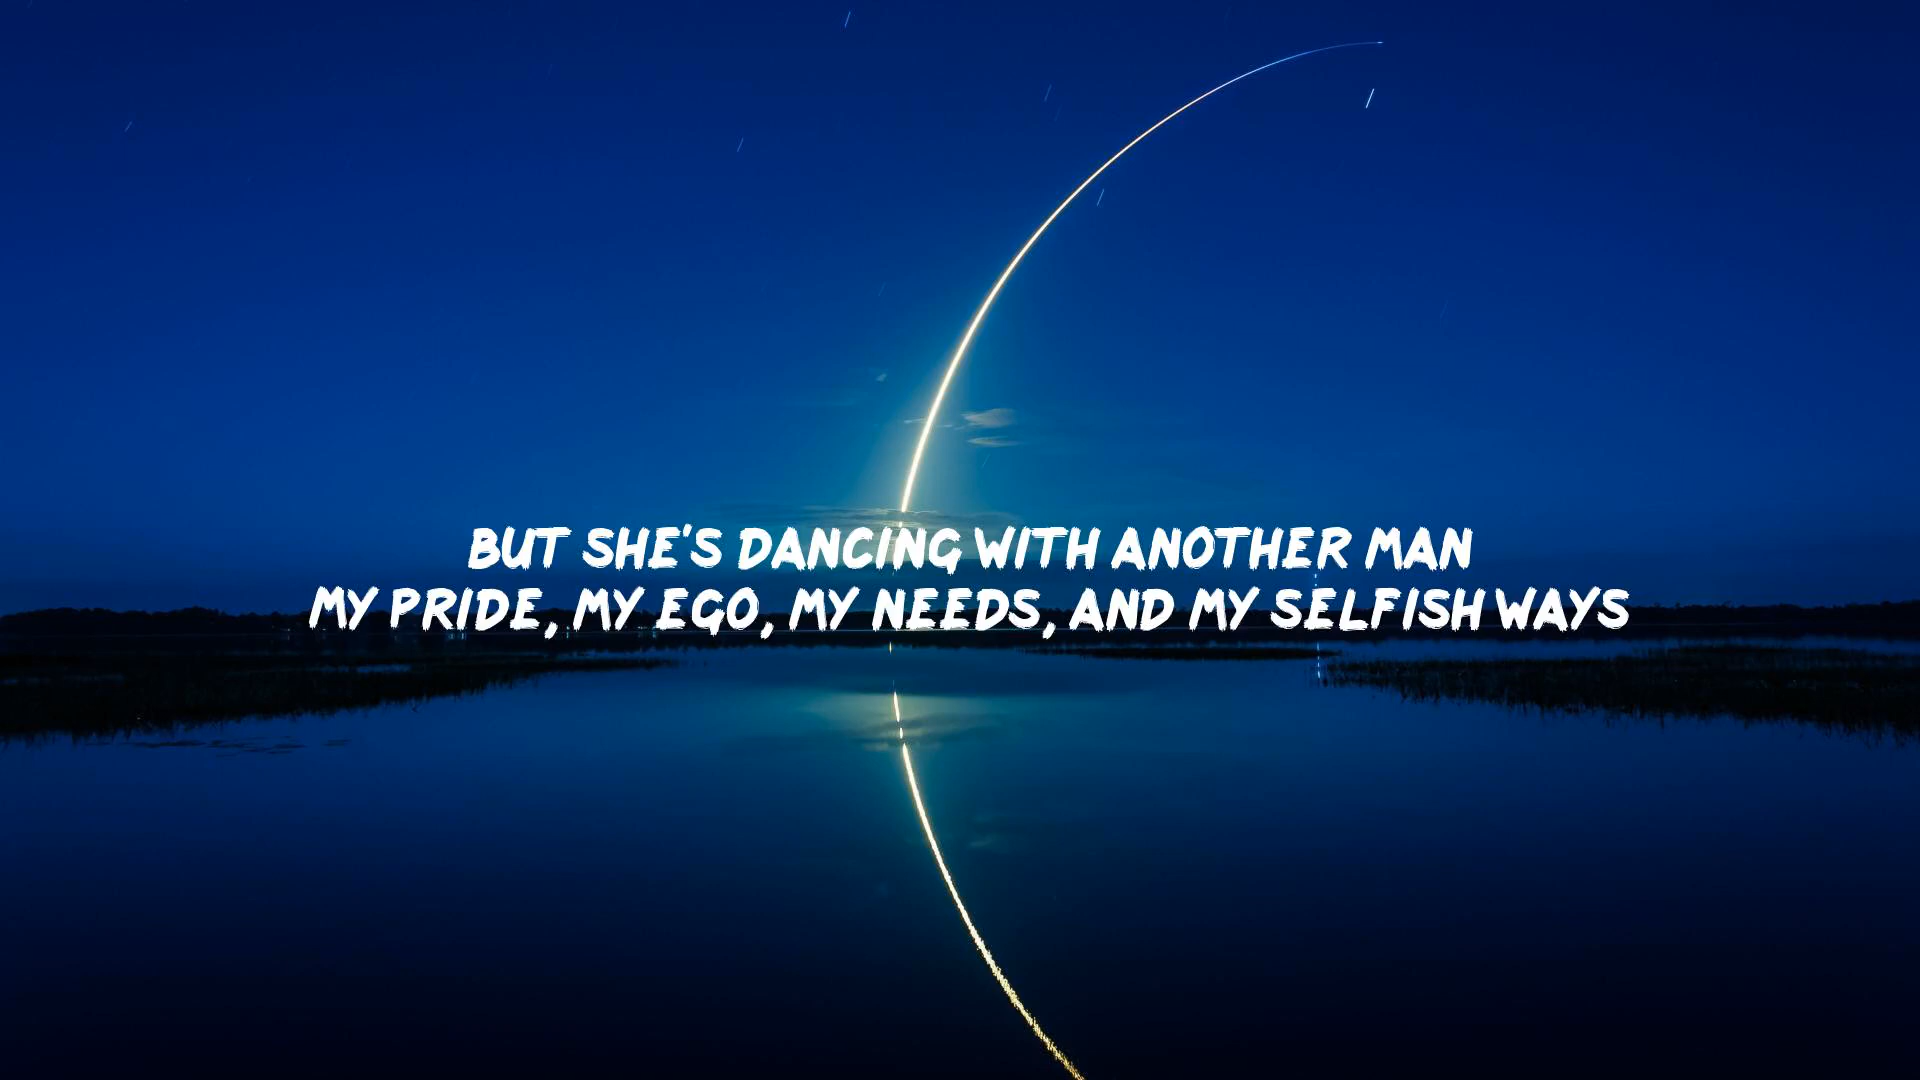 BUT SHE'S DANCING WITH ANOTHER MAN
MY PRIDE, MY EGO, MY NEEDS, AND MY SELFISH WAYS